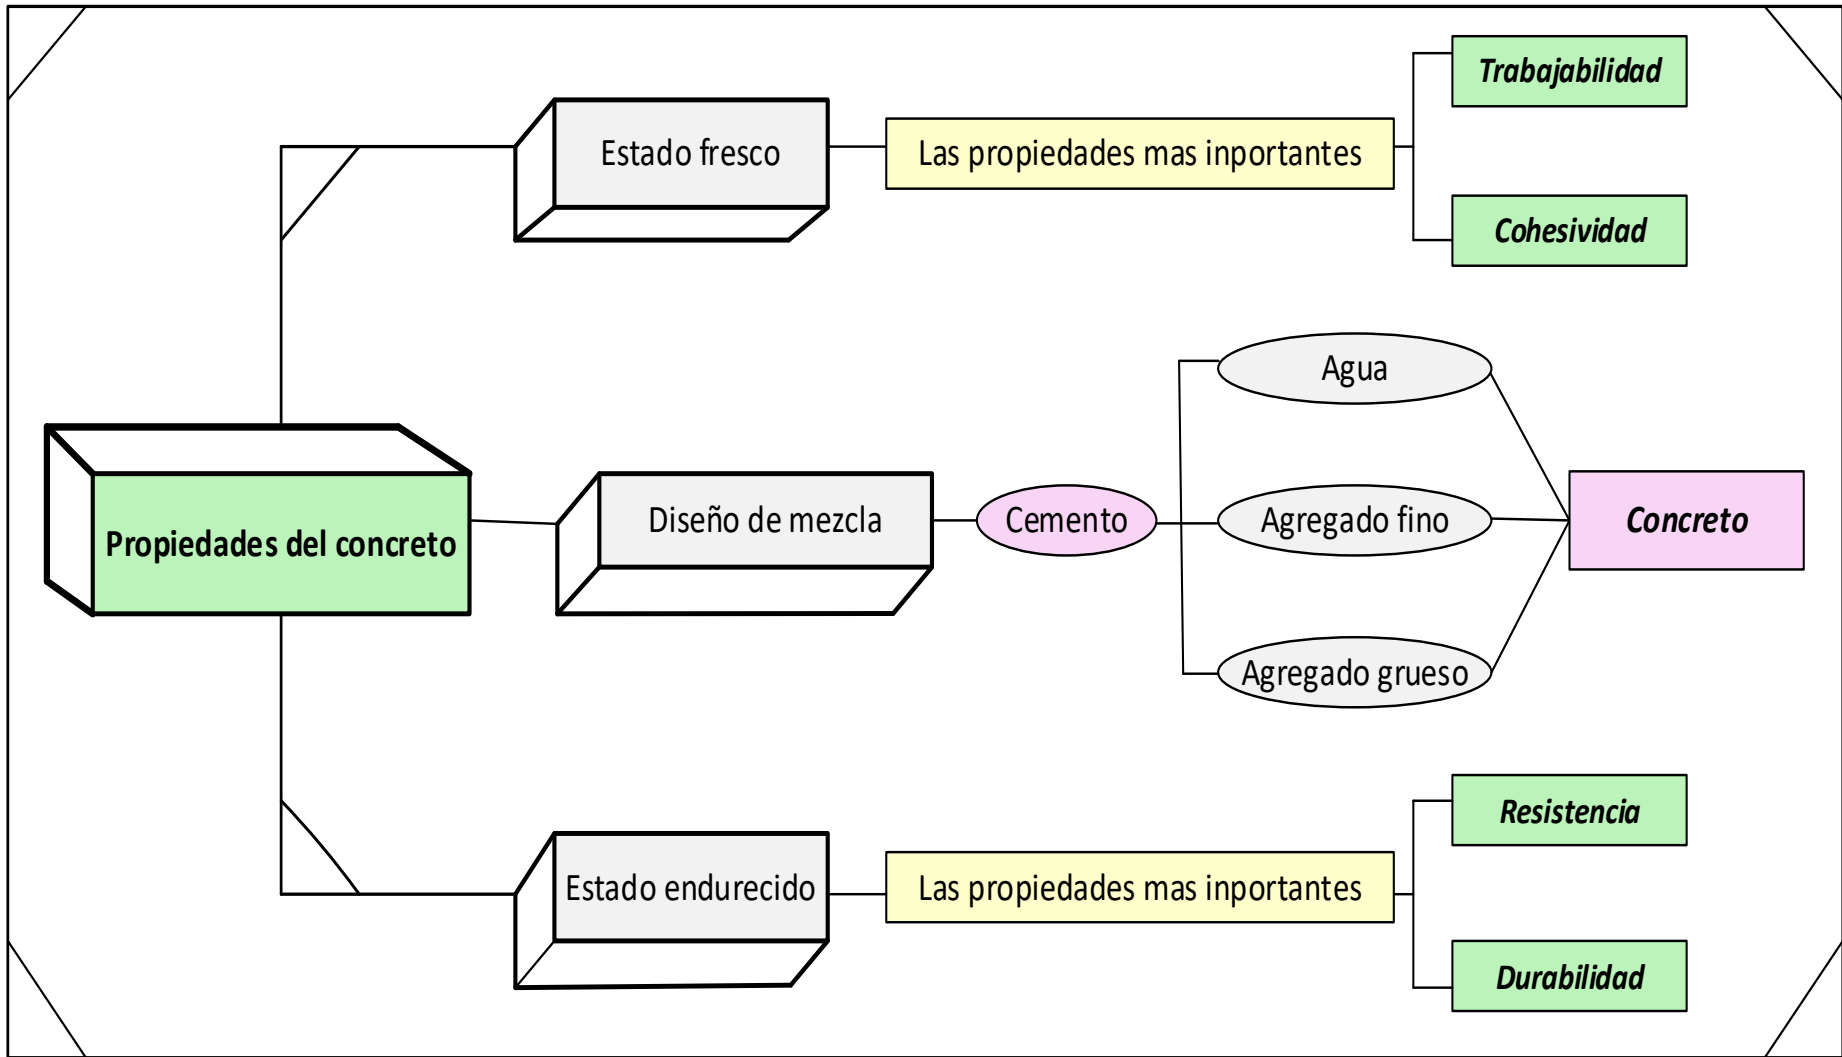 Trabajabilidad
Estado fresco
Las propiedades mas inportantes
Cohesividad
Agua
Propiedades del concreto
Diseño de mezcla
Cemento
Agregado fino
Concreto
Agregado grueso
Resistencia
Estado endurecido
Las propiedades mas inportantes
Durabilidad